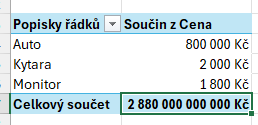 Popisky řádků Součin z Cena
Auto 800 000 Kč
Kytara 2 000 Kč
Monitor 1 800 Kč
Celkový součet 2 880 000 000 000 Kč